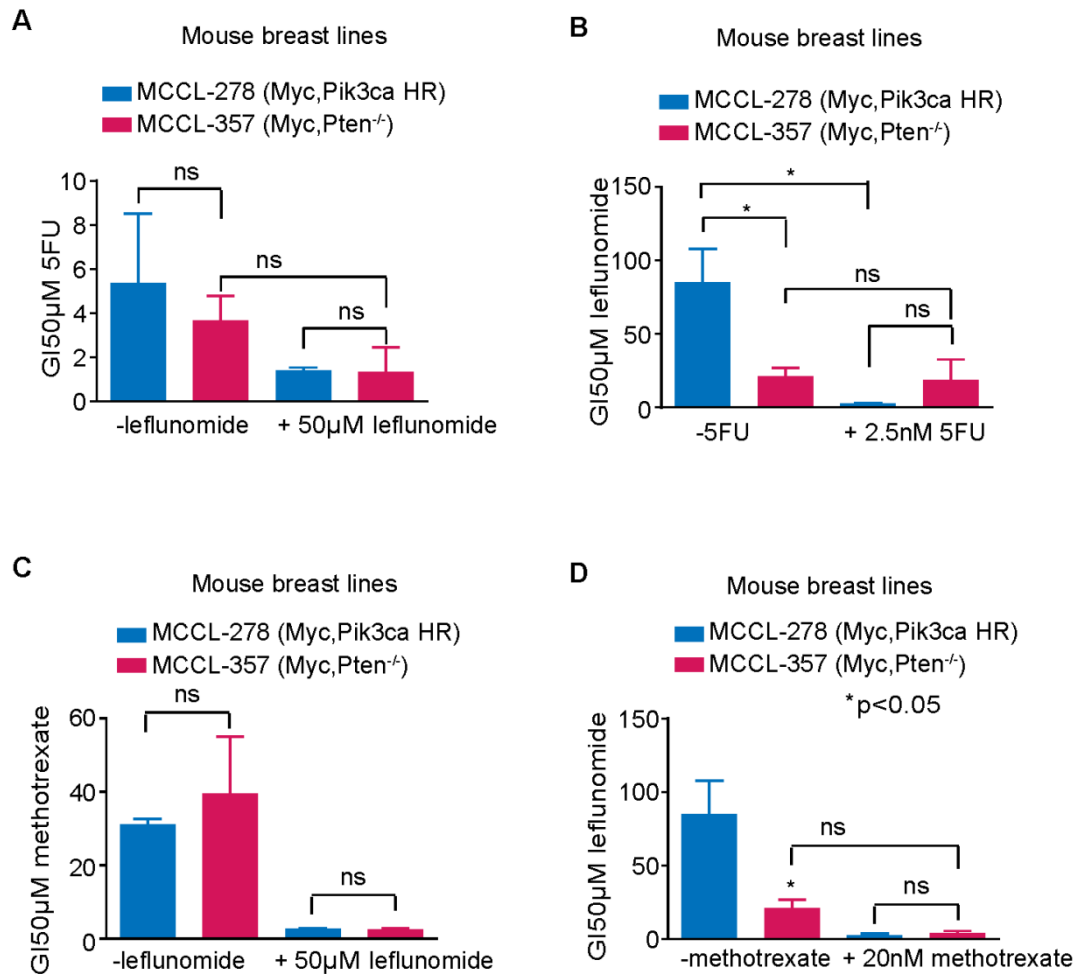 A
Mouse breast lines
MCCL-278 (Myc,Pik3ca HR)
MCCL-357 (Myc,Pten-/-)
GI50µM 5FU
10
8
6
4
2
0
ns
ns
ns
-leflunomide
+ 50µM leflunomide
B
Mouse breast lines
MCCL-278 (Myc,Pik3ca HR)
MCCL-357 (Myc,Pten-/-)
GI50µM leflunomide
150
100
50
0
*
*
ns
ns
-5FU
+ 2.5nM 5FU
C
Mouse breast lines
MCCL-278 (Myc,Pik3ca HR)
MCCL-357 (Myc,Pten-/-)
GI50µM methotrexate
60
40
20
0
ns
ns
-leflunomide
+ 50µM leflunomide
D
Mouse breast lines
MCCL-278 (Myc,Pik3ca HR)
MCCL-357 (Myc,Pten-/-)
*p<0.05
GI50µM leflunomide
150
100
50
0
ns
*
ns
-methotrexate
+ 20nM methotrexate